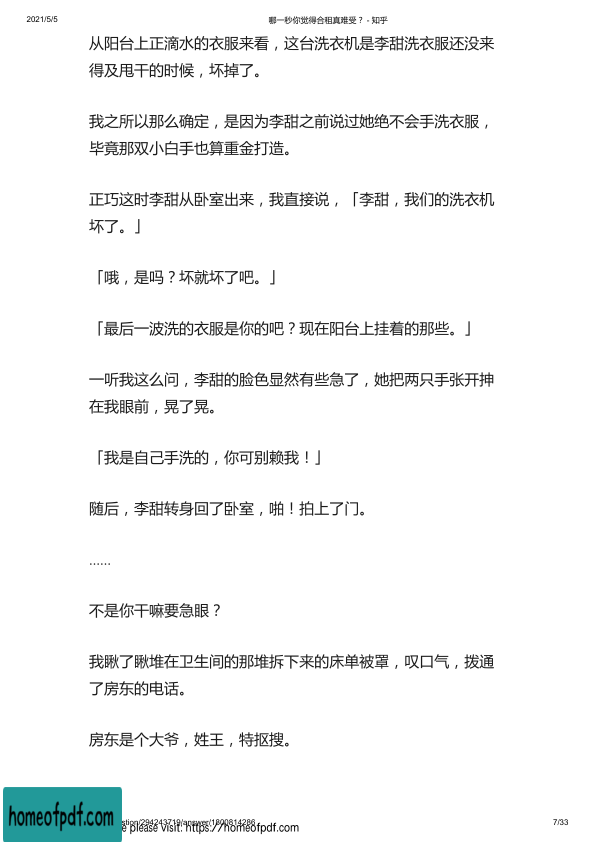 2021/5/5 哪一秒你觉得合租真难受？ - 知乎
从阳台上正滴水的衣服来看，这台洗衣机是李甜洗衣服还没来
得及甩干的时候，坏掉了。
我之所以那么确定，是因为李甜之前说过她绝不会手洗衣服，
毕竟那双小白手也算重金打造。
正巧这时李甜从卧室出来，我直接说，「李甜，我们的洗衣机
坏了。」
「哦，是吗？坏就坏了吧。」
「最后一波洗的衣服是你的吧？现在阳台上挂着的那些。」
一听我这么问，李甜的脸色显然有些急了，她把两只手张开抻
在我眼前，晃了晃。
「我是自己手洗的，你可别赖我！」
随后，李甜转身回了卧室，啪！拍上了门。
......
不是你干嘛要急眼？
我瞅了瞅堆在卫生间的那堆拆下来的床单被罩，叹口气，拨通
了房东的电话。
房东是个大爷，姓王，特抠搜。
homeofpdf.com
stion/294243719/answer/1800814286 7/33
e please visit: https://homeofpdf.com